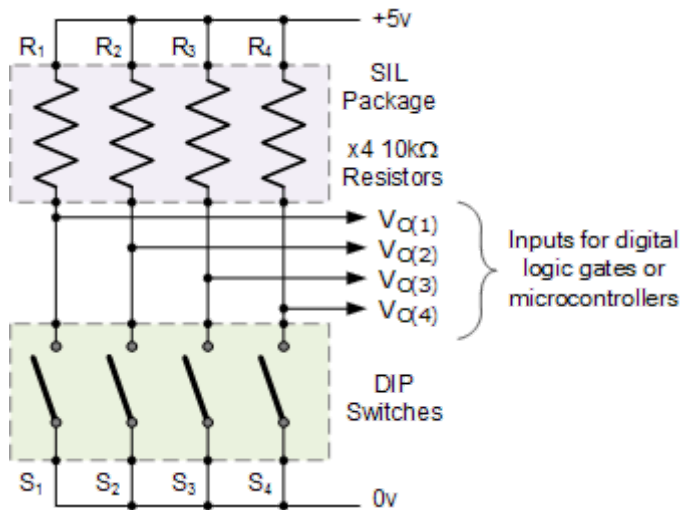 +5v
R1 R2 R3 R4
SIL
Package
x4 10kΩ
Resistors
VO(1)
VO(2)
VO(3)
VO(4)
Inputs for digital
logic gates or
microcontrollers
DIP
Switches
S1 S2 S3 S4
0v